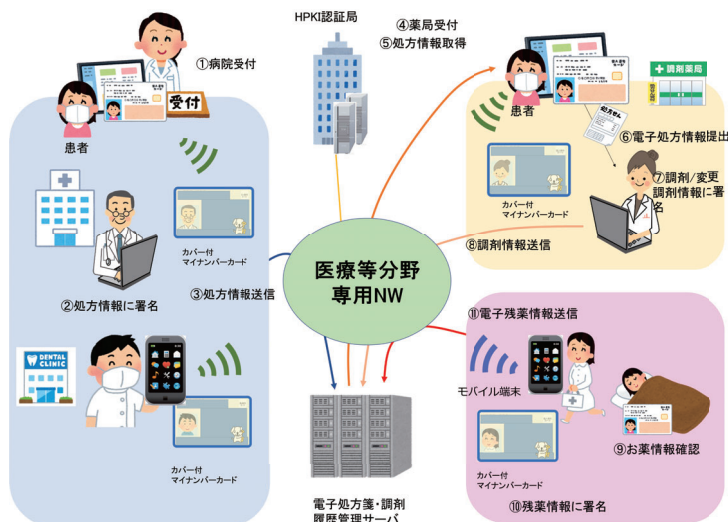 HPKI認証局
④薬局受付
⑤処方情報取得
①病院受付
受付
患者
カバー付
マイナンバーカード
②処方情報に署名
③処方情報送信
DENTAL
CLINIC
カバー付
マイナンバーカード
医療等分野
専用NW
電子処方箋・調剤
履歴管理サーバ
患者
調剤薬局
処方せん
⑥電子処方情報提出
⑦調剤/変更
調剤情報に署
名
カバー付
マイナンバーカード
⑧調剤情報送信
⑪電子残薬情報送信
モバイル端末
⑨お薬情報確認
カバー付
マイナンバーカード
⑩残薬情報に署名